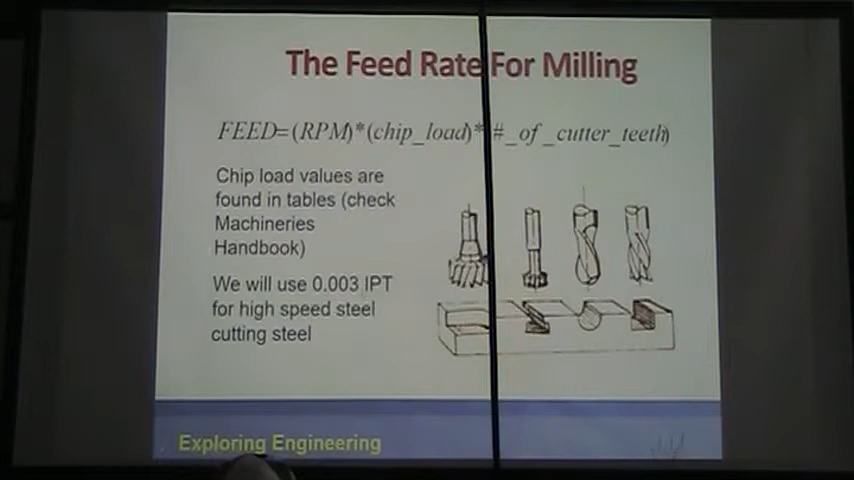 The Feed Rate For Milling
FEED=(RPM)*(chip_load)*#_of_cutter_teeth)
Chip load values are
found in tables (check
Machineries
Handbook)
We will use 0.003 IPT
for high speed steel
cutting steel
Exploring Engineering